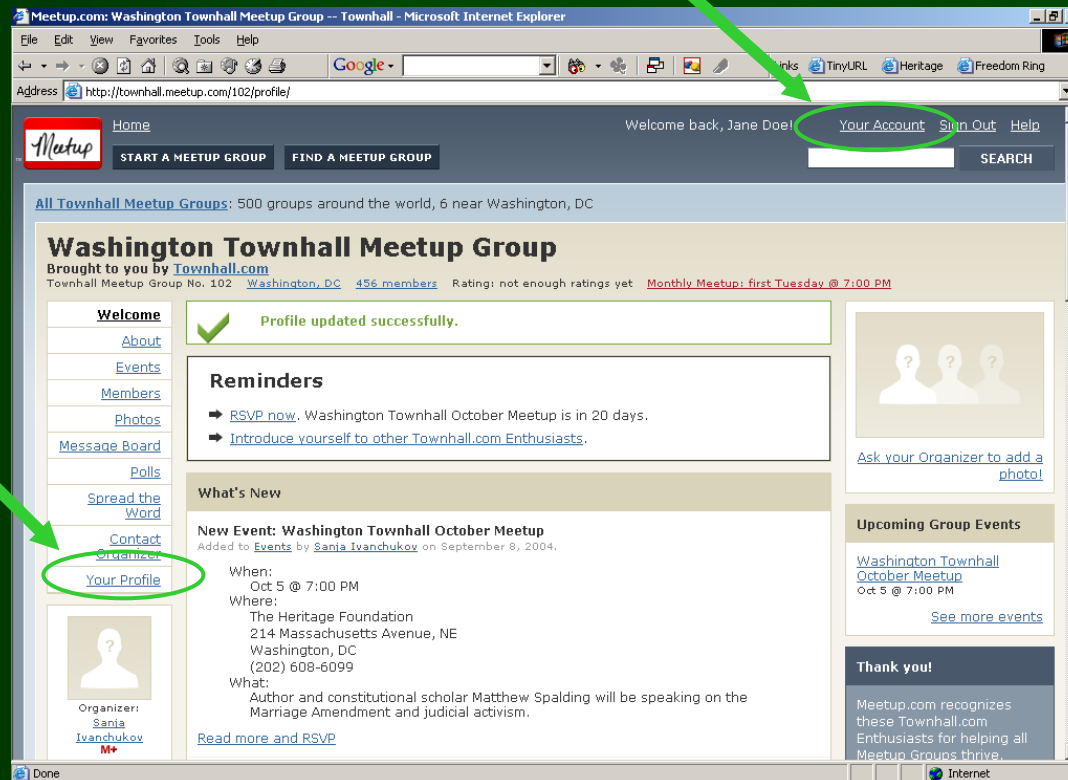 Meetup.com: Washington Townhall Meetup Group -- Townhall - Microsoft Internet Explorer
File Edit View Favorites Tools Help
Google
Links TinyURL Heritage Freedom Ring
Address http://townhall.meetup.com/102/profile/
Meetup
Home
Welcome back, Jane Doe! Your Account Sign Out Help
START A MEETUP GROUP FIND A MEETUP GROUP
SEARCH
All Townhall Meetup Groups: 500 groups around the world, 6 near Washington, DC
Washington Townhall Meetup Group
Brought to you by Townhall.com
Townhall Meetup Group No. 102 Washington, DC 456 members Rating: not enough ratings yet Monthly Meetup: first Tuesday @ 7:00 PM
Welcome
About
Events
Members
Photos
Message Board
Polls
Spread the
Word
Contact
Organizer
Your Profile
?
Organizer:
Sanja
Ivanchukov
M+
Profile updated successfully.
Reminders
RSVP now. Washington Townhall October Meetup is in 20 days.
Introduce yourself to other Townhall.com Enthusiasts.
What's New
New Event: Washington Townhall October Meetup
Added to Events by Sanja Ivanchukov on September 8, 2004.
When:
Oct 5 @ 7:00 PM
Where:
The Heritage Foundation
214 Massachusetts Avenue, NE
Washington, DC
(202) 608-6099
What:
Author and constitutional scholar Matthew Spalding will be speaking on the
Marriage Amendment and judicial activism.
Read more and RSVP
? ? ?
Ask your Organizer to add a
photo!
Upcoming Group Events
Washington Townhall
October Meetup
Oct 5 @ 7:00 PM
See more events
Thank you!
Meetup.com recognizes
these Townhall.com
Enthusiasts for helping all
Meetup Groups thrive.
Done
Internet